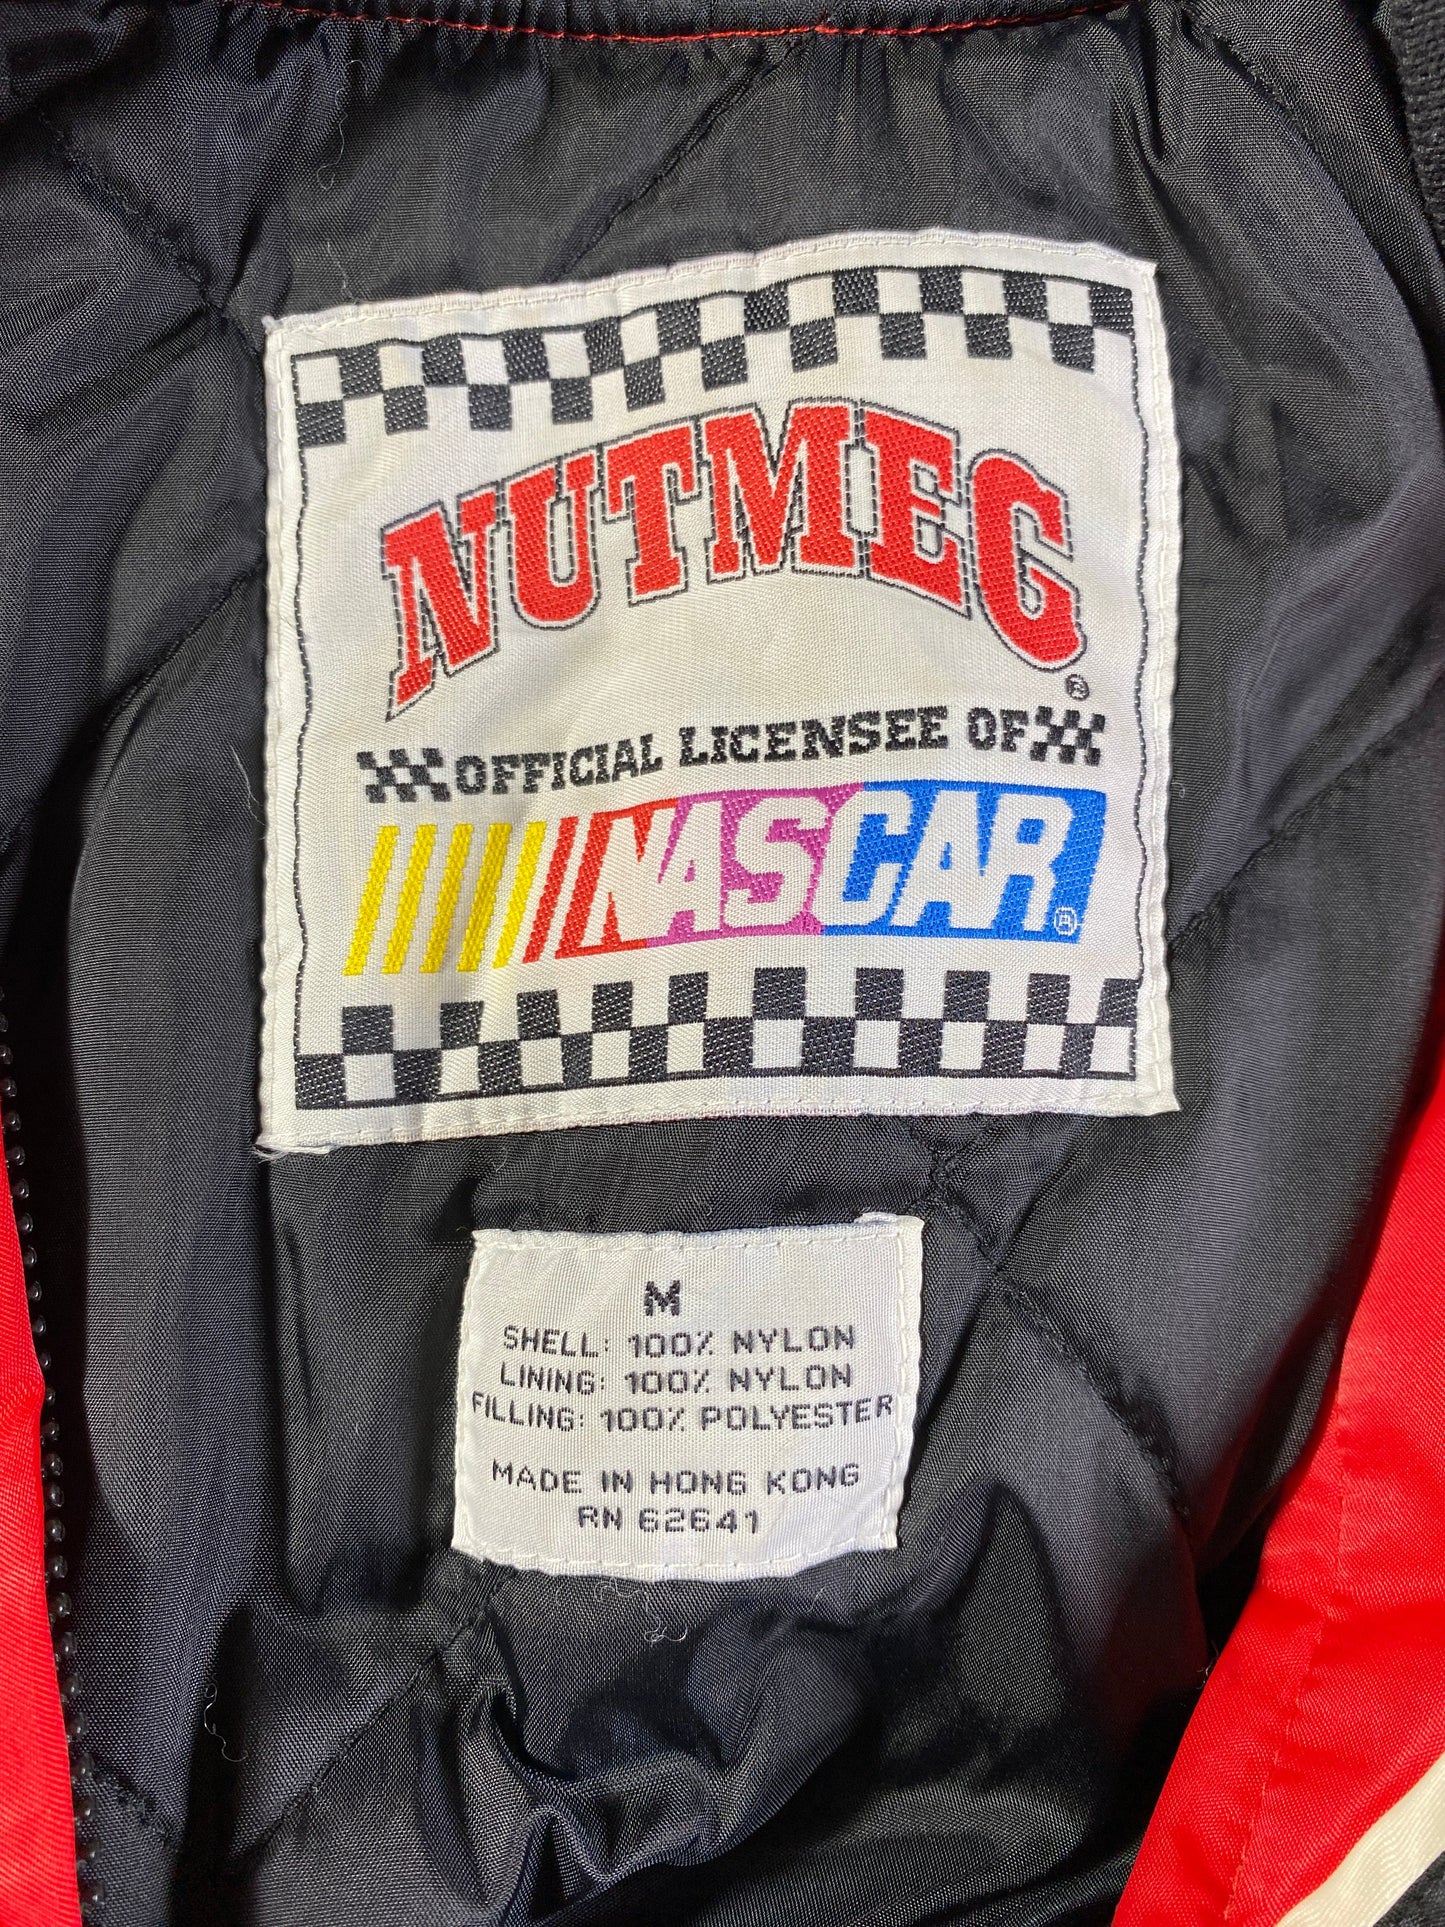 NUTMEG®
OFFICIAL LICENSEE OF
NASCAR®
M
SHELL: 100% NYLON
LINING: 100% NYLON
FILLING: 100% POLYESTER
MADE IN HONG KONG
RN 62641